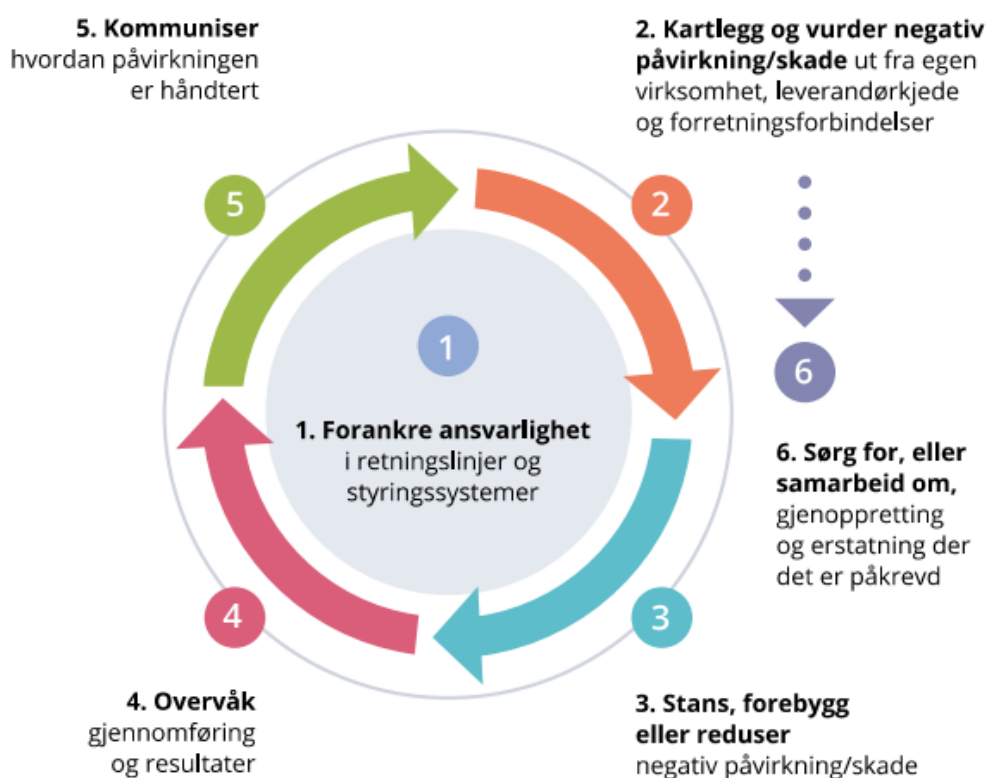 5. Kommuniser
hvordan påvirkningen
er håndtert
2. Kartlegg og vurder negativ
påvirkning/skade ut fra egen
virksomhet, leverandørkjede
og forretningsforbindelser
5
2
1
6
1. Forankre ansvarlighet
i retningslinjer og
styringssystemer
6. Sørg for, eller
samarbeid om,
gjenoppretting
og erstatning der
det er påkrevd
4
3
4. Overvåk
gjennomføring
og resultater
3. Stans, forebygg
eller reduser
negativ påvirkning/skade